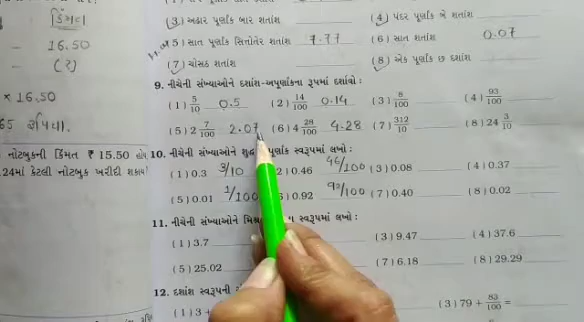 કિંમત
(3) અઢાર પૂર્ણાંક બાર શતાંશ
(4) પંદર પૂર્ણાંક બે શતાંશ
- 16.50
(5) સાત પૂર્ણાંક સિત્તોતેર શતાંશ 7.77
(6) સાત શતાંશ 0.07
- (૨)
(7) ચોસઠ શતાંશ
(8) એક પૂર્ણાંક છ દશાંશ
× 16.50
9. નીચેની સંખ્યાઓને દશાંશ-અપૂર્ણાંકના રૂપમાં દર્શાવો :
(1) 5/10 0.5 (2) 14/100 0.14 (3) 8/100 (4) 93/100
(5) 2 7/100 2.07 (6) 4 28/100 4.28 (7) 312/10 (8) 24 3/10
નોટબુકની કિંમત ₹ 15.50 હોય
24માં કેટલી નોટબુક ખરીદી શકાય
10. નીચેની સંખ્યાઓને શુદ્ધ પૂર્ણાંક સ્વરૂપમાં લખો :
(1) 0.3 3/10 2) 0.46 46/100 (3) 0.08 (4) 0.37
(5) 0.01 1/100 6) 0.92 92/100 (7) 0.40 (8) 0.02
11. નીચેની સંખ્યાઓને મિશ્ર સ્વરૂપમાં લખો :
(1) 3.7 (3) 9.47 (4) 37.6
(5) 25.02 (7) 6.18 (8) 29.29
12. દશાંશ સ્વરૂપની
(1) 3 + (3) 79 + 83/100 =